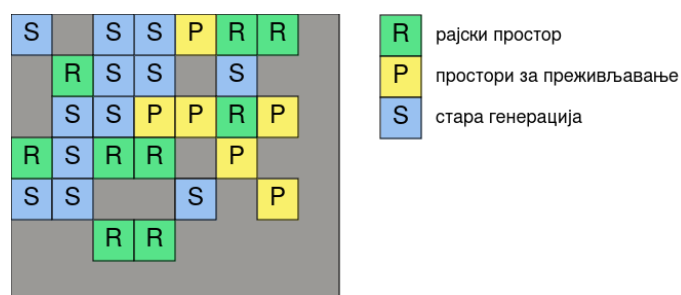 S S S P R R
R S S S
S S P P R P
R S R R P
S S S P
R R
R рајски простор
P простори за преживљавање
S стара генерација